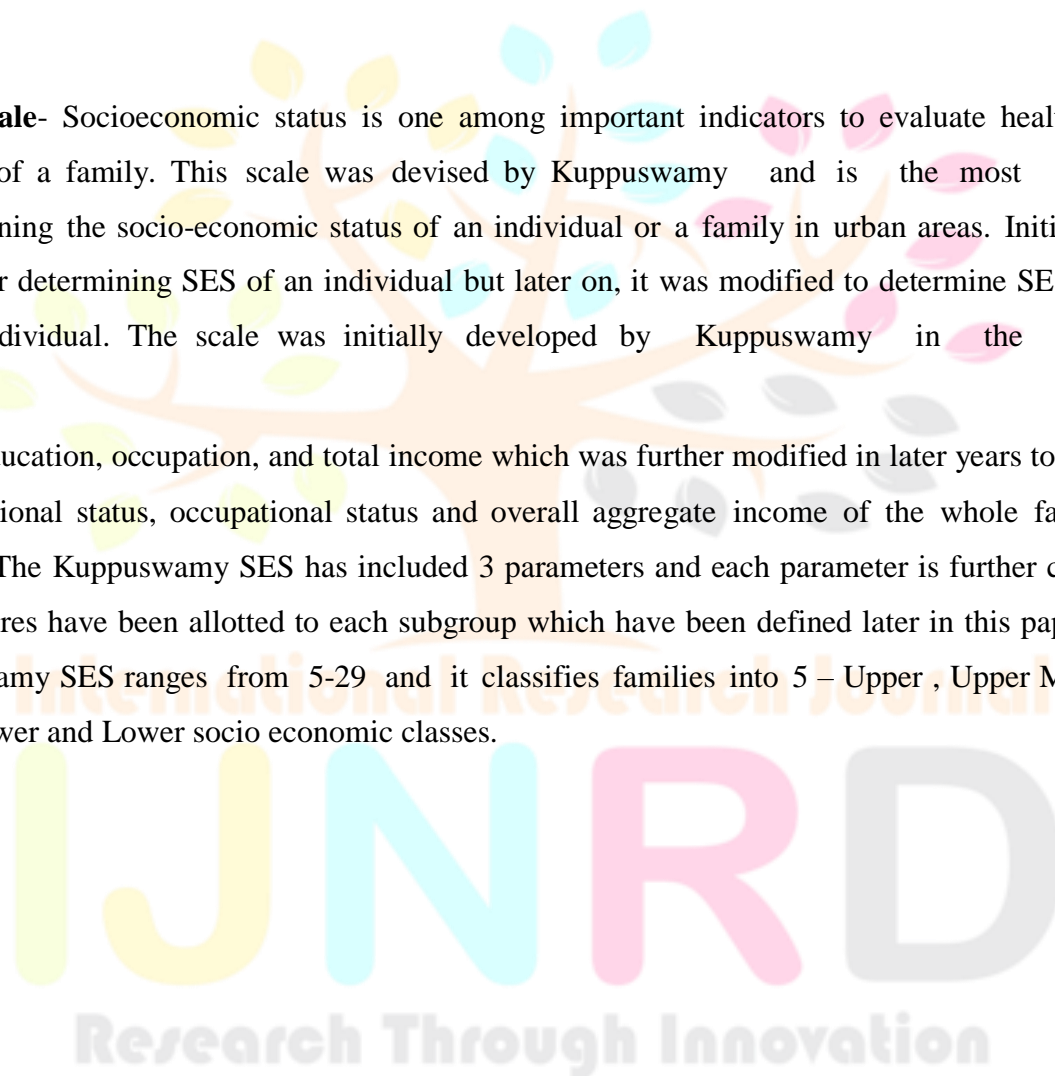 ale- Socioeconomic status is one among important indicators to evaluate heal
of a family. This scale was devised by Kuppuswamy and is the most
ning the socio-economic status of an individual or a family in urban areas. Initi
r determining SES of an individual but later on, it was modified to determine SE
dividual. The scale was initially developed by Kuppuswamy in the
ucation, occupation, and total income which was further modified in later years to
ional status, occupational status and overall aggregate income of the whole fa
The Kuppuswamy SES has included 3 parameters and each parameter is further c
res have been allotted to each subgroup which have been defined later in this pap
amy SES ranges from 5-29 and it classifies families into 5 – Upper , Upper M
International Research Journal
wer and Lower socio economic classes.
IJNRD
Research Through Innovation